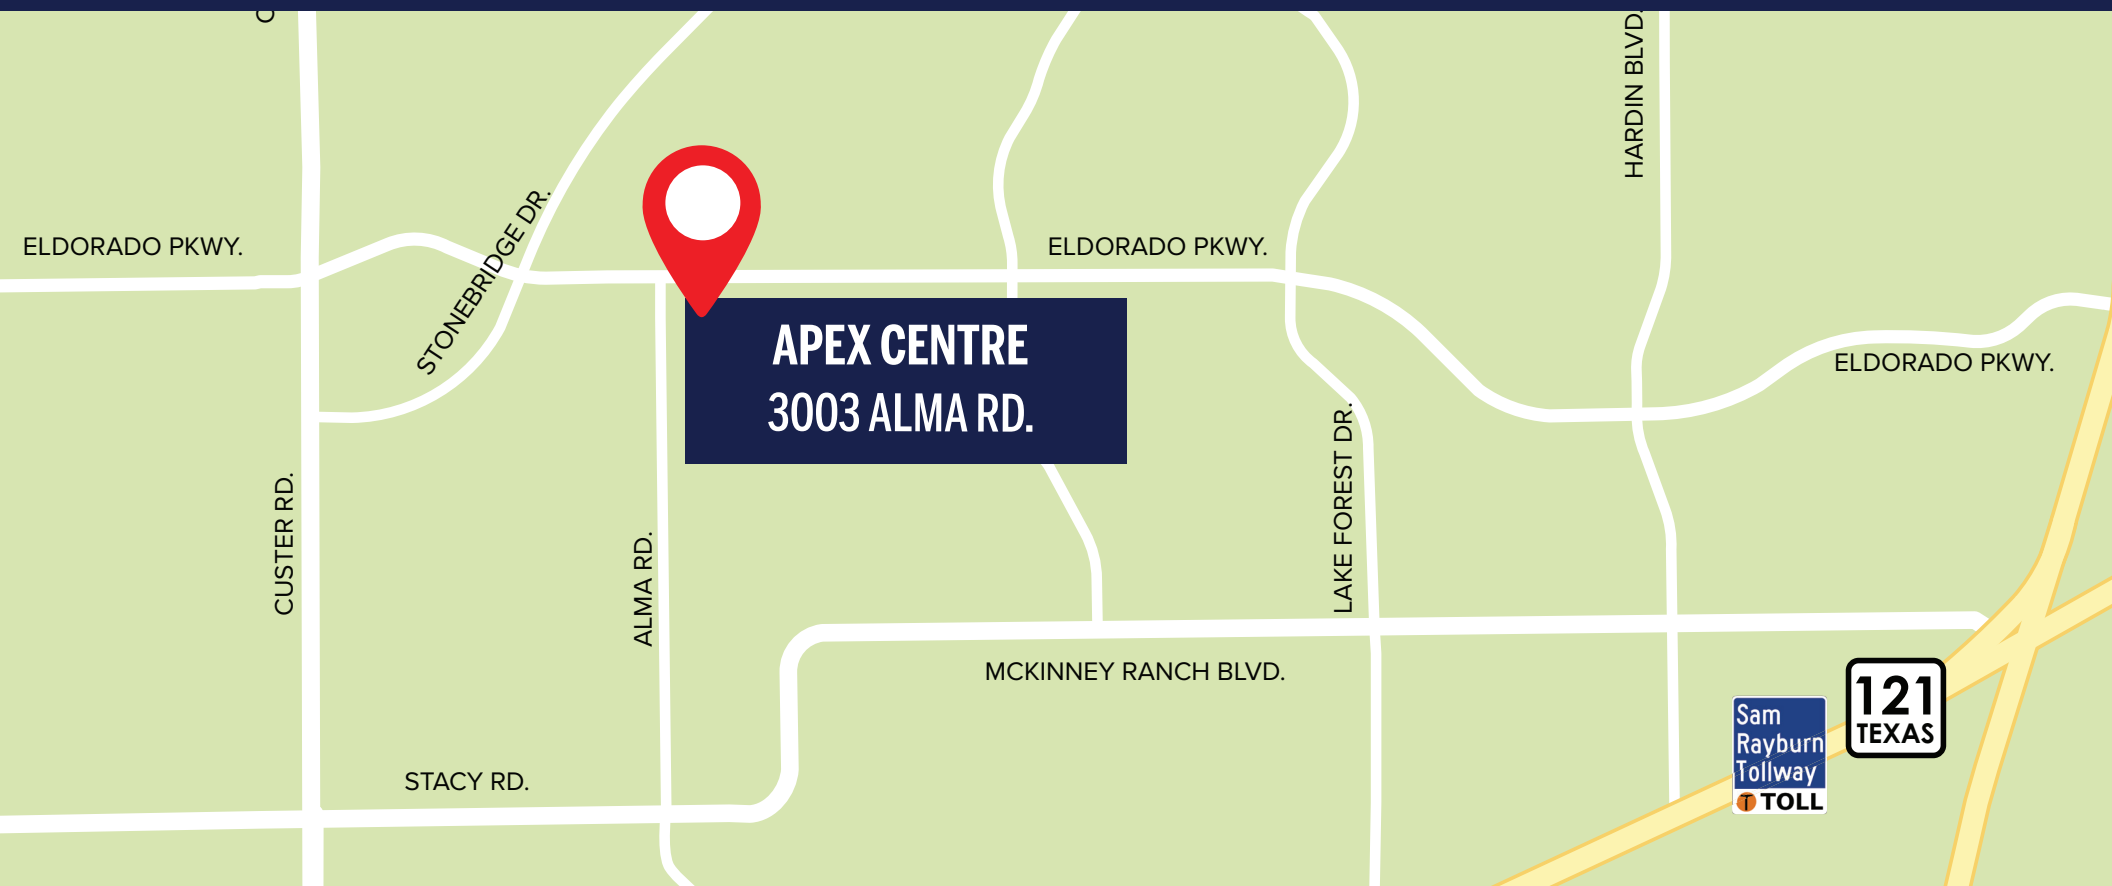 HARDIN BLVD.
ELDORADO PKWY.
STONEBRIDGE DR.
ELDORADO PKWY.
APEX CENTRE
3003 ALMA RD.
ELDORADO PKWY.
CUSTER RD.
ALMA RD.
LAKE FOREST DR.
MCKINNEY RANCH BLVD.
121
TEXAS
Sam
Rayburn
Tollway
TOLL
STACY RD.